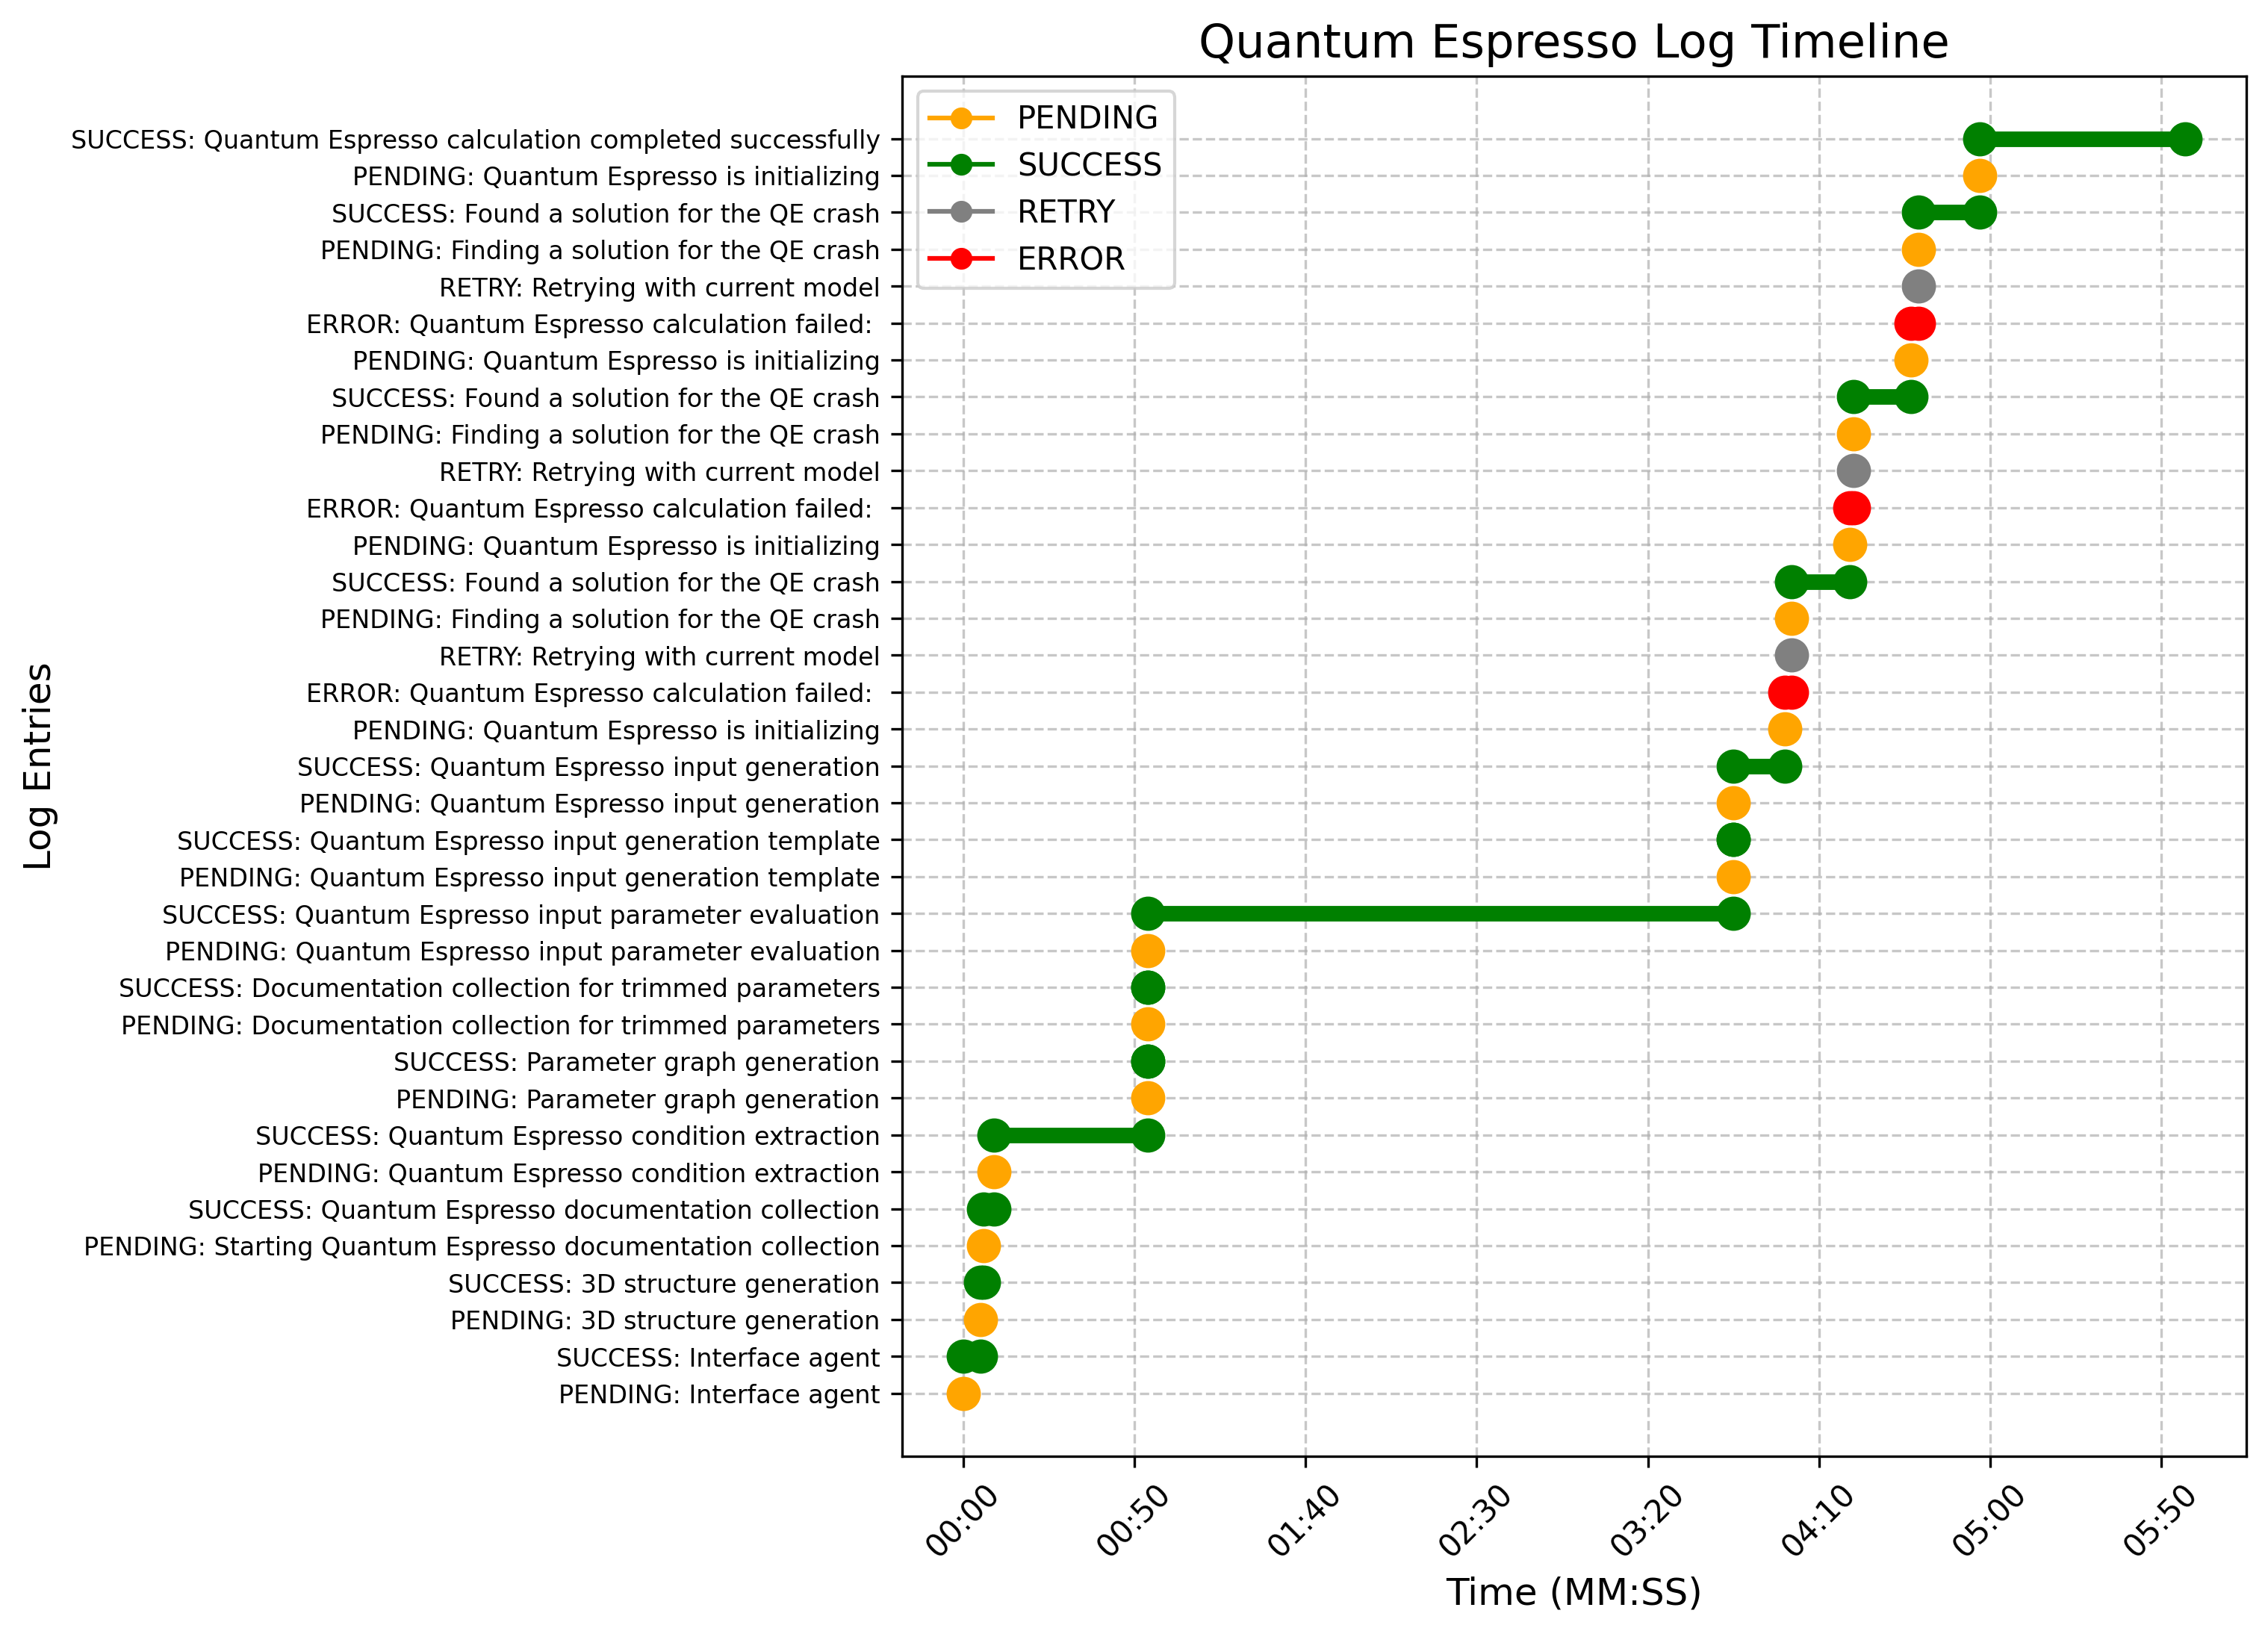 Quantum Espresso Log Timeline
PENDING
SUCCESS
RETRY
ERROR
SUCCESS: Quantum Espresso calculation completed successfully
PENDING: Quantum Espresso is initializing
SUCCESS: Found a solution for the QE crash
PENDING: Finding a solution for the QE crash
RETRY: Retrying with current model
ERROR: Quantum Espresso calculation failed:
PENDING: Quantum Espresso is initializing
SUCCESS: Found a solution for the QE crash
PENDING: Finding a solution for the QE crash
RETRY: Retrying with current model
ERROR: Quantum Espresso calculation failed:
PENDING: Quantum Espresso is initializing
SUCCESS: Found a solution for the QE crash
PENDING: Finding a solution for the QE crash
RETRY: Retrying with current model
ERROR: Quantum Espresso calculation failed:
PENDING: Quantum Espresso is initializing
SUCCESS: Quantum Espresso input generation
PENDING: Quantum Espresso input generation
SUCCESS: Quantum Espresso input generation template
PENDING: Quantum Espresso input generation template
SUCCESS: Quantum Espresso input parameter evaluation
PENDING: Quantum Espresso input parameter evaluation
SUCCESS: Documentation collection for trimmed parameters
PENDING: Documentation collection for trimmed parameters
SUCCESS: Parameter graph generation
PENDING: Parameter graph generation
SUCCESS: Quantum Espresso condition extraction
PENDING: Quantum Espresso condition extraction
SUCCESS: Quantum Espresso documentation collection
PENDING: Starting Quantum Espresso documentation collection
SUCCESS: 3D structure generation
PENDING: 3D structure generation
SUCCESS: Interface agent
PENDING: Interface agent
Log Entries
00:00
00:50
01:40
02:30
03:20
04:10
05:00
05:50
Time (MM:SS)